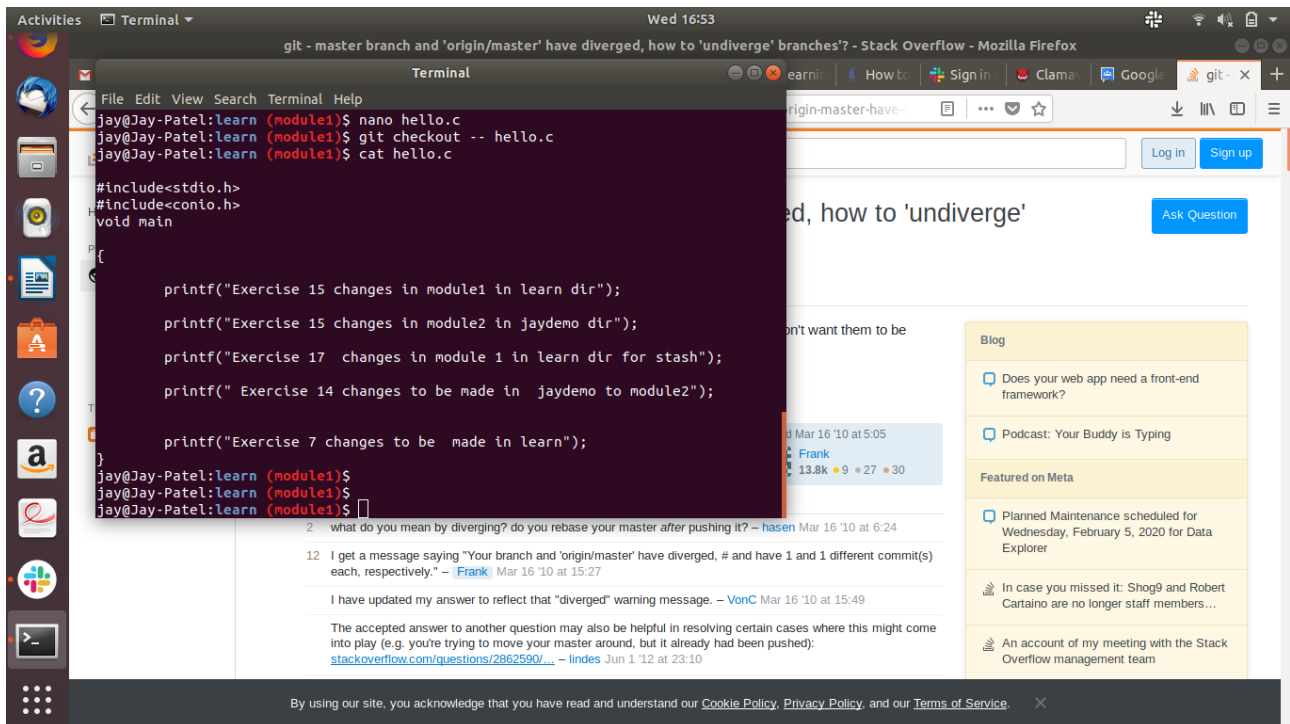 Activities Terminal Wed 16:53
git - master branch and 'origin/master' have diverged, how to 'undiverge' branches'? - Stack Overflow - Mozilla Firefox
Terminal
How to Sign in Clamav Google git -
File Edit View Search Terminal Help
jay@Jay-Patel:learn (module1)$ nano hello.c
jay@Jay-Patel:learn (module1)$ git checkout -- hello.c
jay@Jay-Patel:learn (module1)$ cat hello.c
#include<stdio.h>
#include<conio.h>
void main
{
printf("Exercise 15 changes in module1 in learn dir");
printf("Exercise 15 changes in module2 in jaydemo dir");
printf("Exercise 17  changes in module 1 in learn dir for stash");
printf(" Exercise 14 changes to be made in  jaydemo to module2");
printf("Exercise 7 changes to be  made in learn");
}
jay@Jay-Patel:learn (module1)$
jay@Jay-Patel:learn (module1)$
jay@Jay-Patel:learn (module1)$
origin-master-have-
Log in Sign up
ed, how to 'undiverge'
Ask Question
on't want them to be
d Mar 16 '10 at 5:05
Frank
13.8k 9 27 30
2 what do you mean by diverging? do you rebase your master after pushing it? – hasen Mar 16 '10 at 6:24
12 I get a message saying "Your branch and 'origin/master' have diverged, # and have 1 and 1 different commit(s)
each, respectively." – Frank Mar 16 '10 at 15:27
I have updated my answer to reflect that "diverged" warning message. – VonC Mar 16 '10 at 15:49
The accepted answer to another question may also be helpful in resolving certain cases where this might come
into play (e.g. you're trying to move your master around, but it already had been pushed):
stackoverflow.com/questions/2862590/… – lindes Jun 1 '12 at 23:10
Blog
Does your web app need a front-end
framework?
Podcast: Your Buddy is Typing
Featured on Meta
Planned Maintenance scheduled for
Wednesday, February 5, 2020 for Data
Explorer
In case you missed it: Shog9 and Robert
Cartaino are no longer staff members…
An account of my meeting with the Stack
Overflow management team
By using our site, you acknowledge that you have read and understand our Cookie Policy, Privacy Policy, and our Terms of Service.